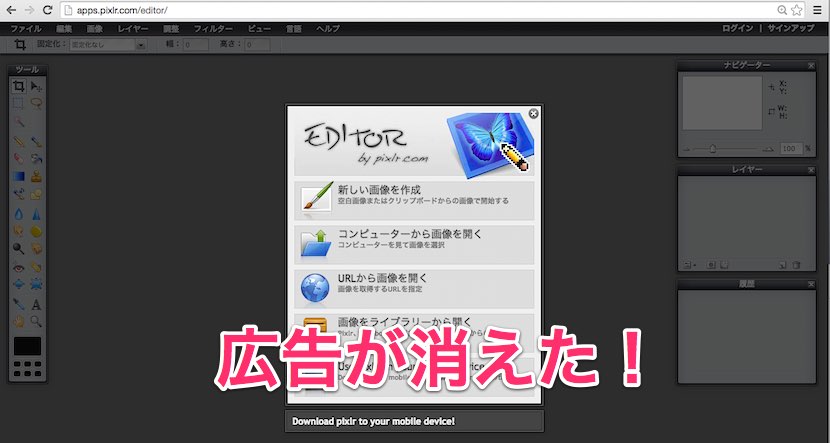 apps.pixlr.com/editor/
ファイル 編集 画像 レイヤー 調整 フィルター ビュー 言語 ヘルプ ログイン | サインアップ
固定化： 固定化なし 幅： 0 高さ： 0
ツール
ナビゲーター
X:
Y:
W:
H:
100 %
レイヤー
履歴
EDITOR
by pixlr.com
新しい画像を作成
空白画像またはクリップボードからの画像で開始する
コンピューターから画像を開く
コンピューターを見て画像を選択
URLから画像を開く
画像を取得するURLを指定
画像をライブラリーから開く
広告が消えた！
Download pixlr to your mobile device!